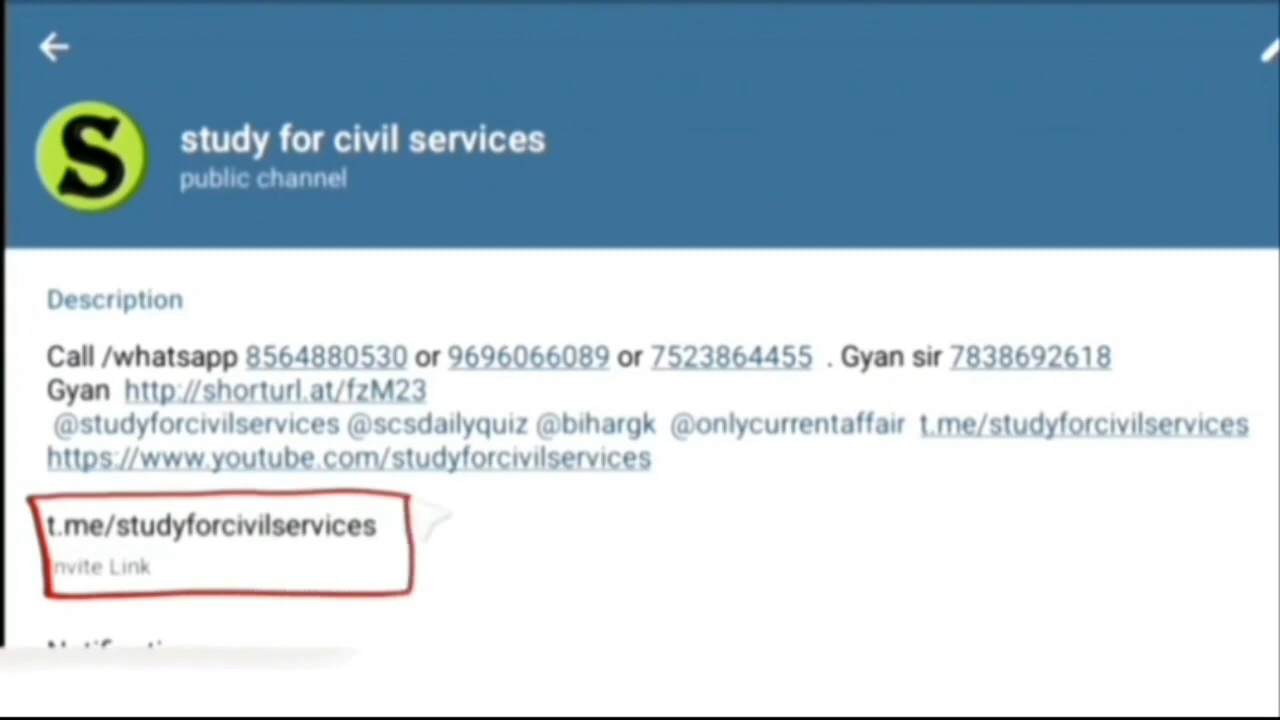 S
study for civil services
public channel
Description
Call /whatsapp 8564880530 or 9696066089 or 7523864455 . Gyan sir 7838692618
Gyan http://shorturl.at/fzM23
@studyforcivilservices @scsdailyquiz @bihargk @onlycurrentaffair t.me/studyforcivilservices
https://www.youtube.com/studyforcivilservices
t.me/studyforcivilservices
Invite Link